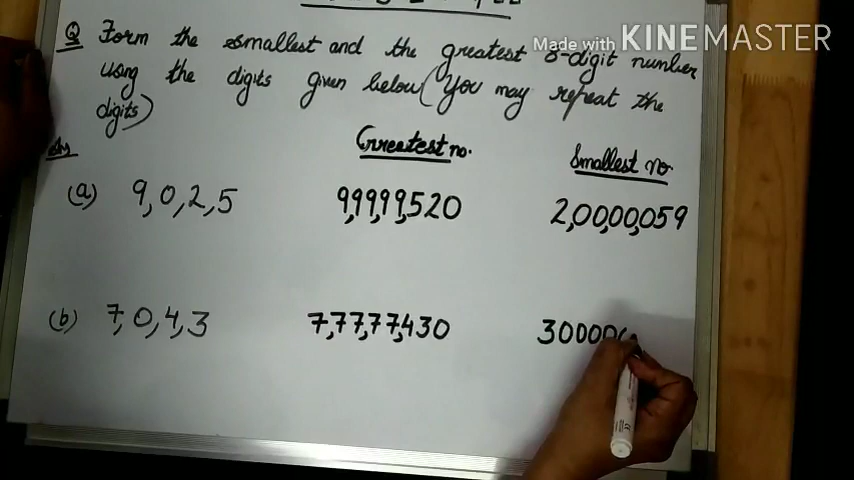 Made with KINEMASTER
Q Form the smallest and the greatest 8-digit number
using the digits given below (You may repeat the
digits)
Ans
Greatest no.
Smallest no.
(a) 9,0,2,5 9,99,99,520 2,00,00,059
(b) 7,0,4,3 7,77,77,430 30000